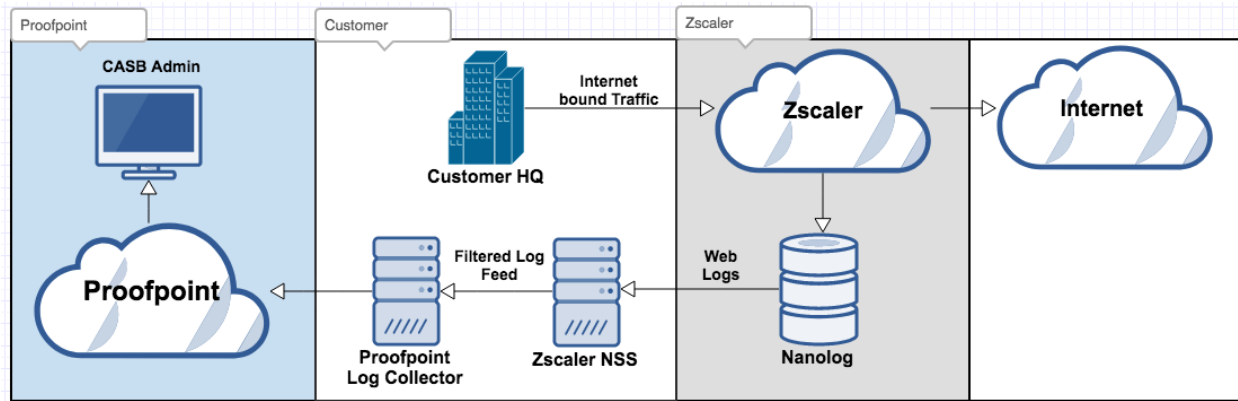 Proofpoint
Customer
Zscaler
CASB Admin
Internet
bound Traffic
Zscaler
Internet
Customer HQ
Proofpoint
Filtered Log
Feed
Web
Logs
Proofpoint
Log Collector
Zscaler NSS
Nanolog